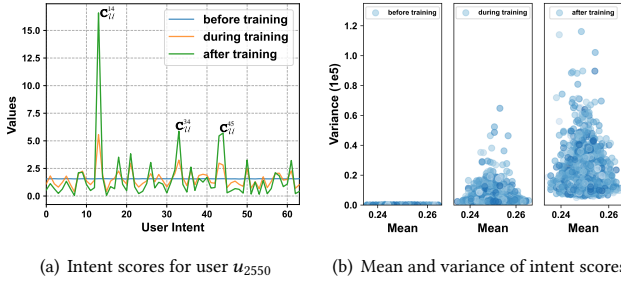 before training
during training
after training
C_U^{14}
C_U^{34}
C_U^{45}
Values
15.0
12.5
10.0
7.5
5.0
2.5
0.0
0 10 20 30 40 50 60
User Intent
before training
during training
after training
Variance (1e5)
1.2
1.0
0.8
0.6
0.4
0.2
0.0
0.24 0.26
0.24 0.26
0.24 0.26
Mean
Mean
Mean
(a) Intent scores for user u_{2550}
(b) Mean and variance of intent scores